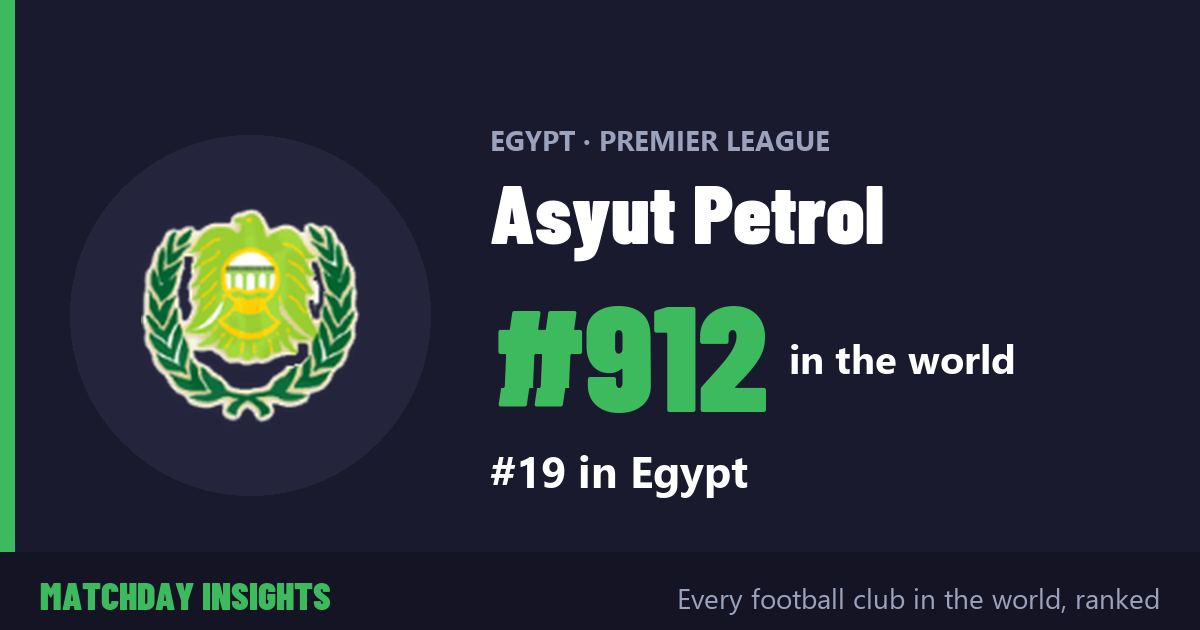 EGYPT · PREMIER LEAGUE
Asyut Petrol
#912 in the world
#19 in Egypt
MATCHDAY INSIGHTS
Every football club in the world, ranked